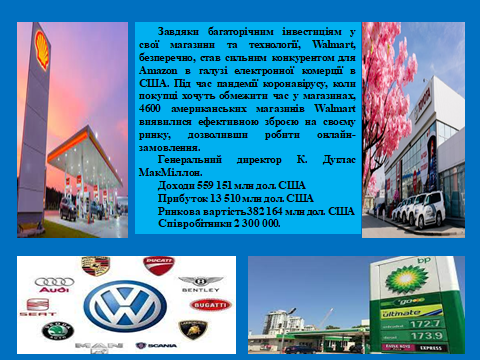 Завдяки багаторічним інвестиціям у
свої магазини та технології, Walmart,
безперечно, став сильним конкурентом для
Amazon в галузі електронної комерції в
США. Під час пандемії коронавірусу, коли
покупці хочуть обмежити час у магазинах,
4600 американських магазинів Walmart
виявилися ефективною зброєю на своєму
ринку, дозволивши робити онлайн-
замовлення.
Генеральний директор К. Дуглас
МакМіллон.
Доходи 559 151 млн дол. США
Прибуток 13 510 млн дол. США
Ринкова вартість 382 164 млн дол. США
Співробітники 2 300 000.
DUCATI
Audi
BENTLEY
SEAT
BUGATTI
MAN
SCANIA
bp
ultimate
172.7
173.9
EXPRESS